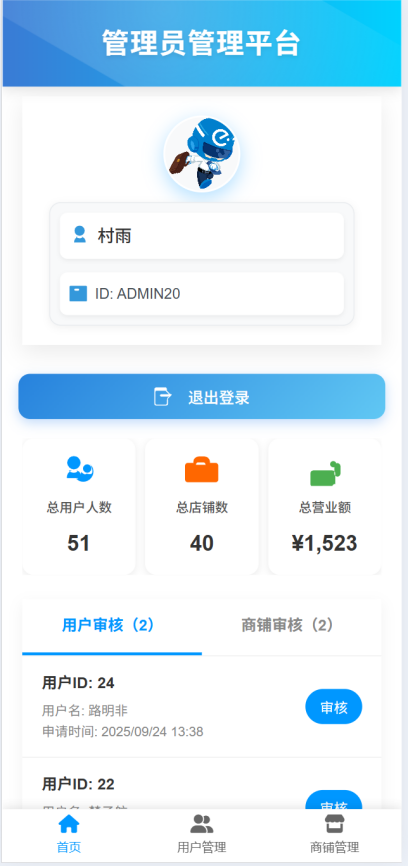 管理员管理平台
村雨
ID: ADMIN20
退出登录
总用户人数
总店铺数
总营业额
51
40
¥1,523
用户审核（2）
商铺审核（2）
用户ID: 24
用户名: 路明非
申请时间: 2025/09/24 13:38
审核
用户ID: 22
审核
首页
用户管理
商铺管理